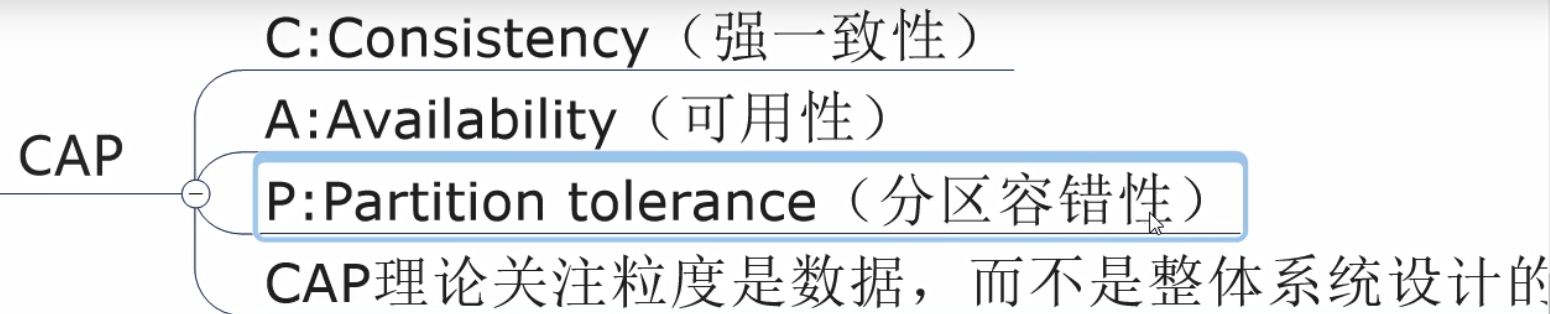 C:Consistency（强一致性）
A:Availability（可用性）
CAP
P:Partition tolerance（分区容错性）
CAP理论关注粒度是数据，而不是整体系统设计的